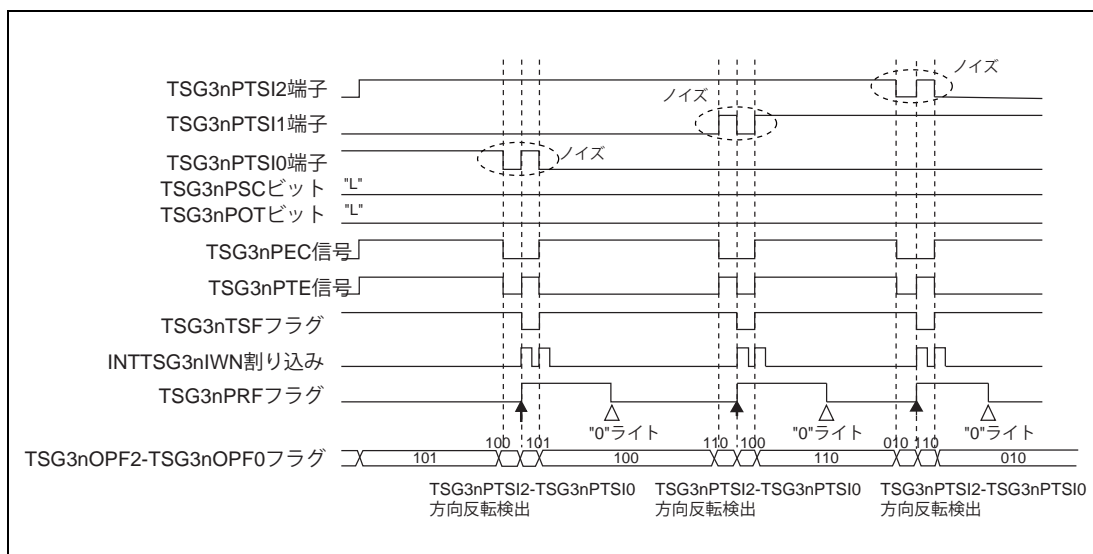 ノイズ
TSG3nPTSI2端子
ノイズ
TSG3nPTSI1端子
ノイズ
TSG3nPTSI0端子
TSG3nPSCビット "L"
TSG3nPOTビット "L"
TSG3nPEC信号
TSG3nPTE信号
TSG3nTSFフラグ
INTTSG3nIWN割り込み
TSG3nPRFフラグ
"0"ライト "0"ライト "0"ライト
100 101 110 100 010 110
TSG3nOPF2-TSG3nOPF0フラグ 101 100 110 010
TSG3nPTSI2-TSG3nPTSI0 TSG3nPTSI2-TSG3nPTSI0 TSG3nPTSI2-TSG3nPTSI0
方向反転検出 方向反転検出 方向反転検出